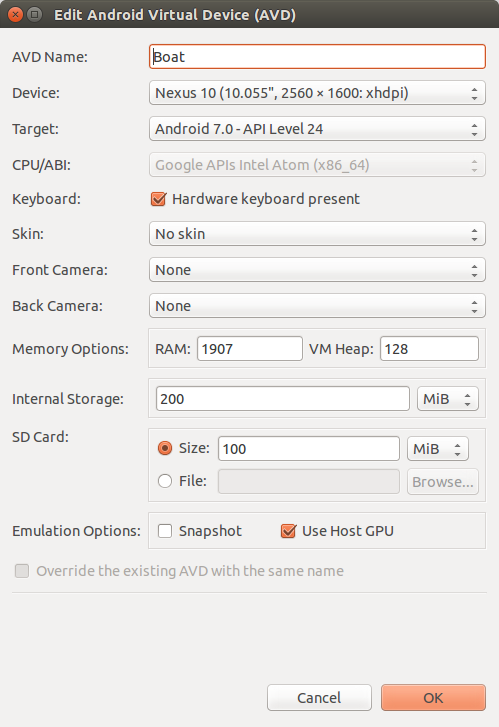 Edit Android Virtual Device (AVD)
AVD Name: Boat
Device: Nexus 10 (10.055", 2560 × 1600: xhdpi)
Target: Android 7.0 - API Level 24
CPU/ABI: Google APIs Intel Atom (x86_64)
Keyboard: Hardware keyboard present
Skin: No skin
Front Camera: None
Back Camera: None
Memory Options: RAM: 1907 VM Heap: 128
Internal Storage: 200 MiB
SD Card:
Size: 100 MiB
File: Browse...
Emulation Options: Snapshot Use Host GPU
Override the existing AVD with the same name
Cancel OK